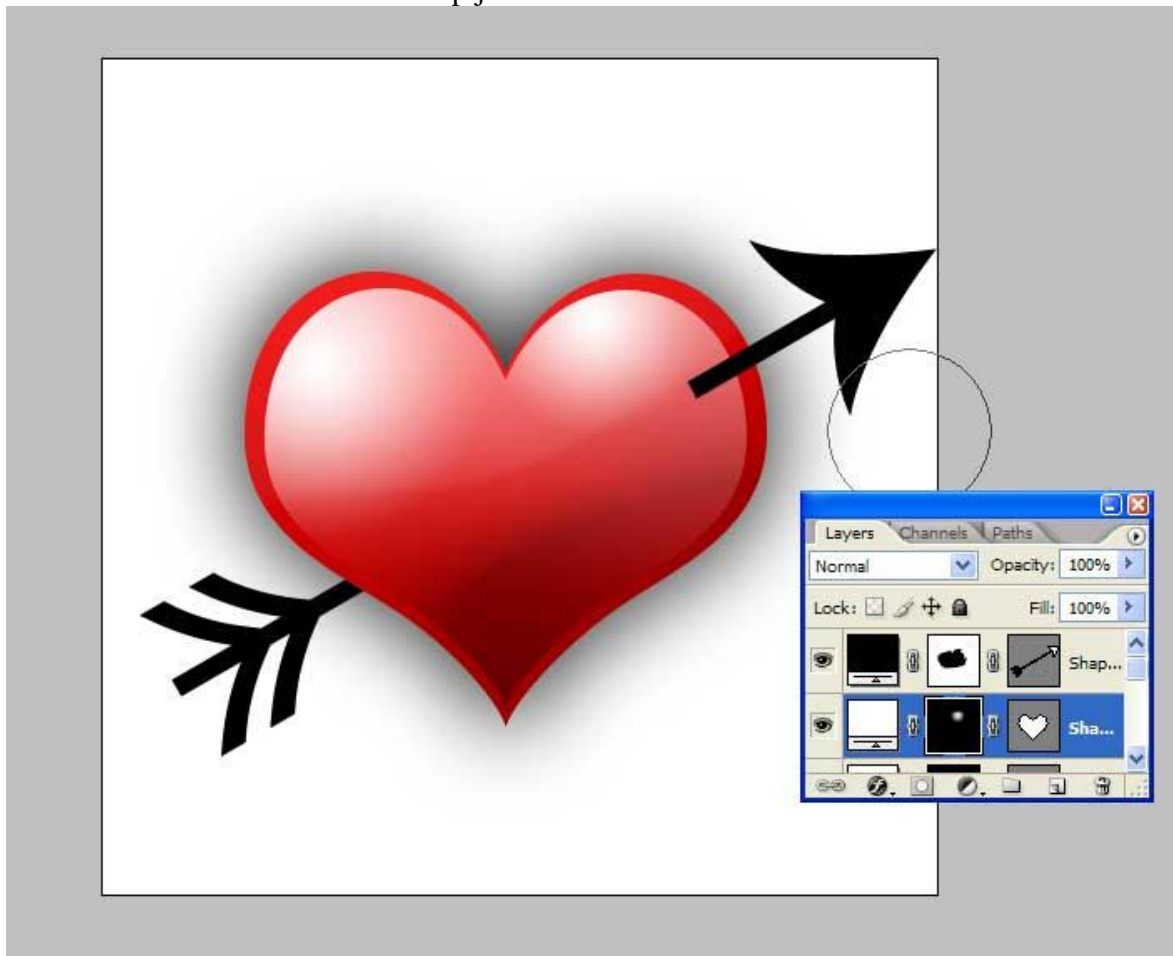 Layers Channels Paths
Normal Opacity: 100%
Lock: Fill: 100%
Shap...
Sha...